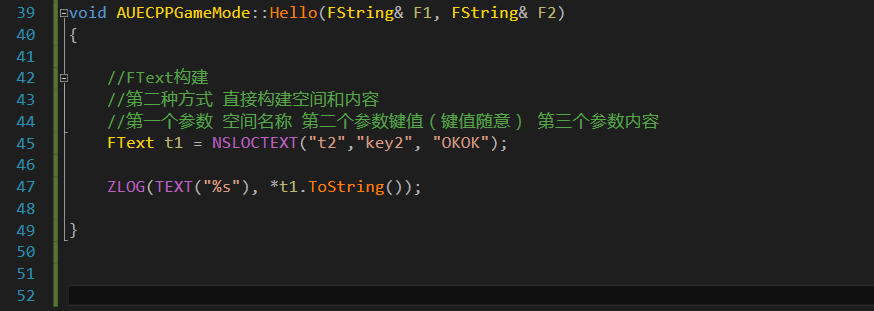 39 void AUECPPGameMode::Hello(FString& F1, FString& F2)
40 {
41
42 //FText构建
43 //第二种方式 直接构建空间和内容
44 //第一个参数 空间名称 第二个参数键值（键值随意） 第三个参数内容
45 FText t1 = NSLOCTEXT("t2","key2", "OKOK");
46
47 ZLOG(TEXT("%s"), *t1.ToString());
48
49 }
50
51
52